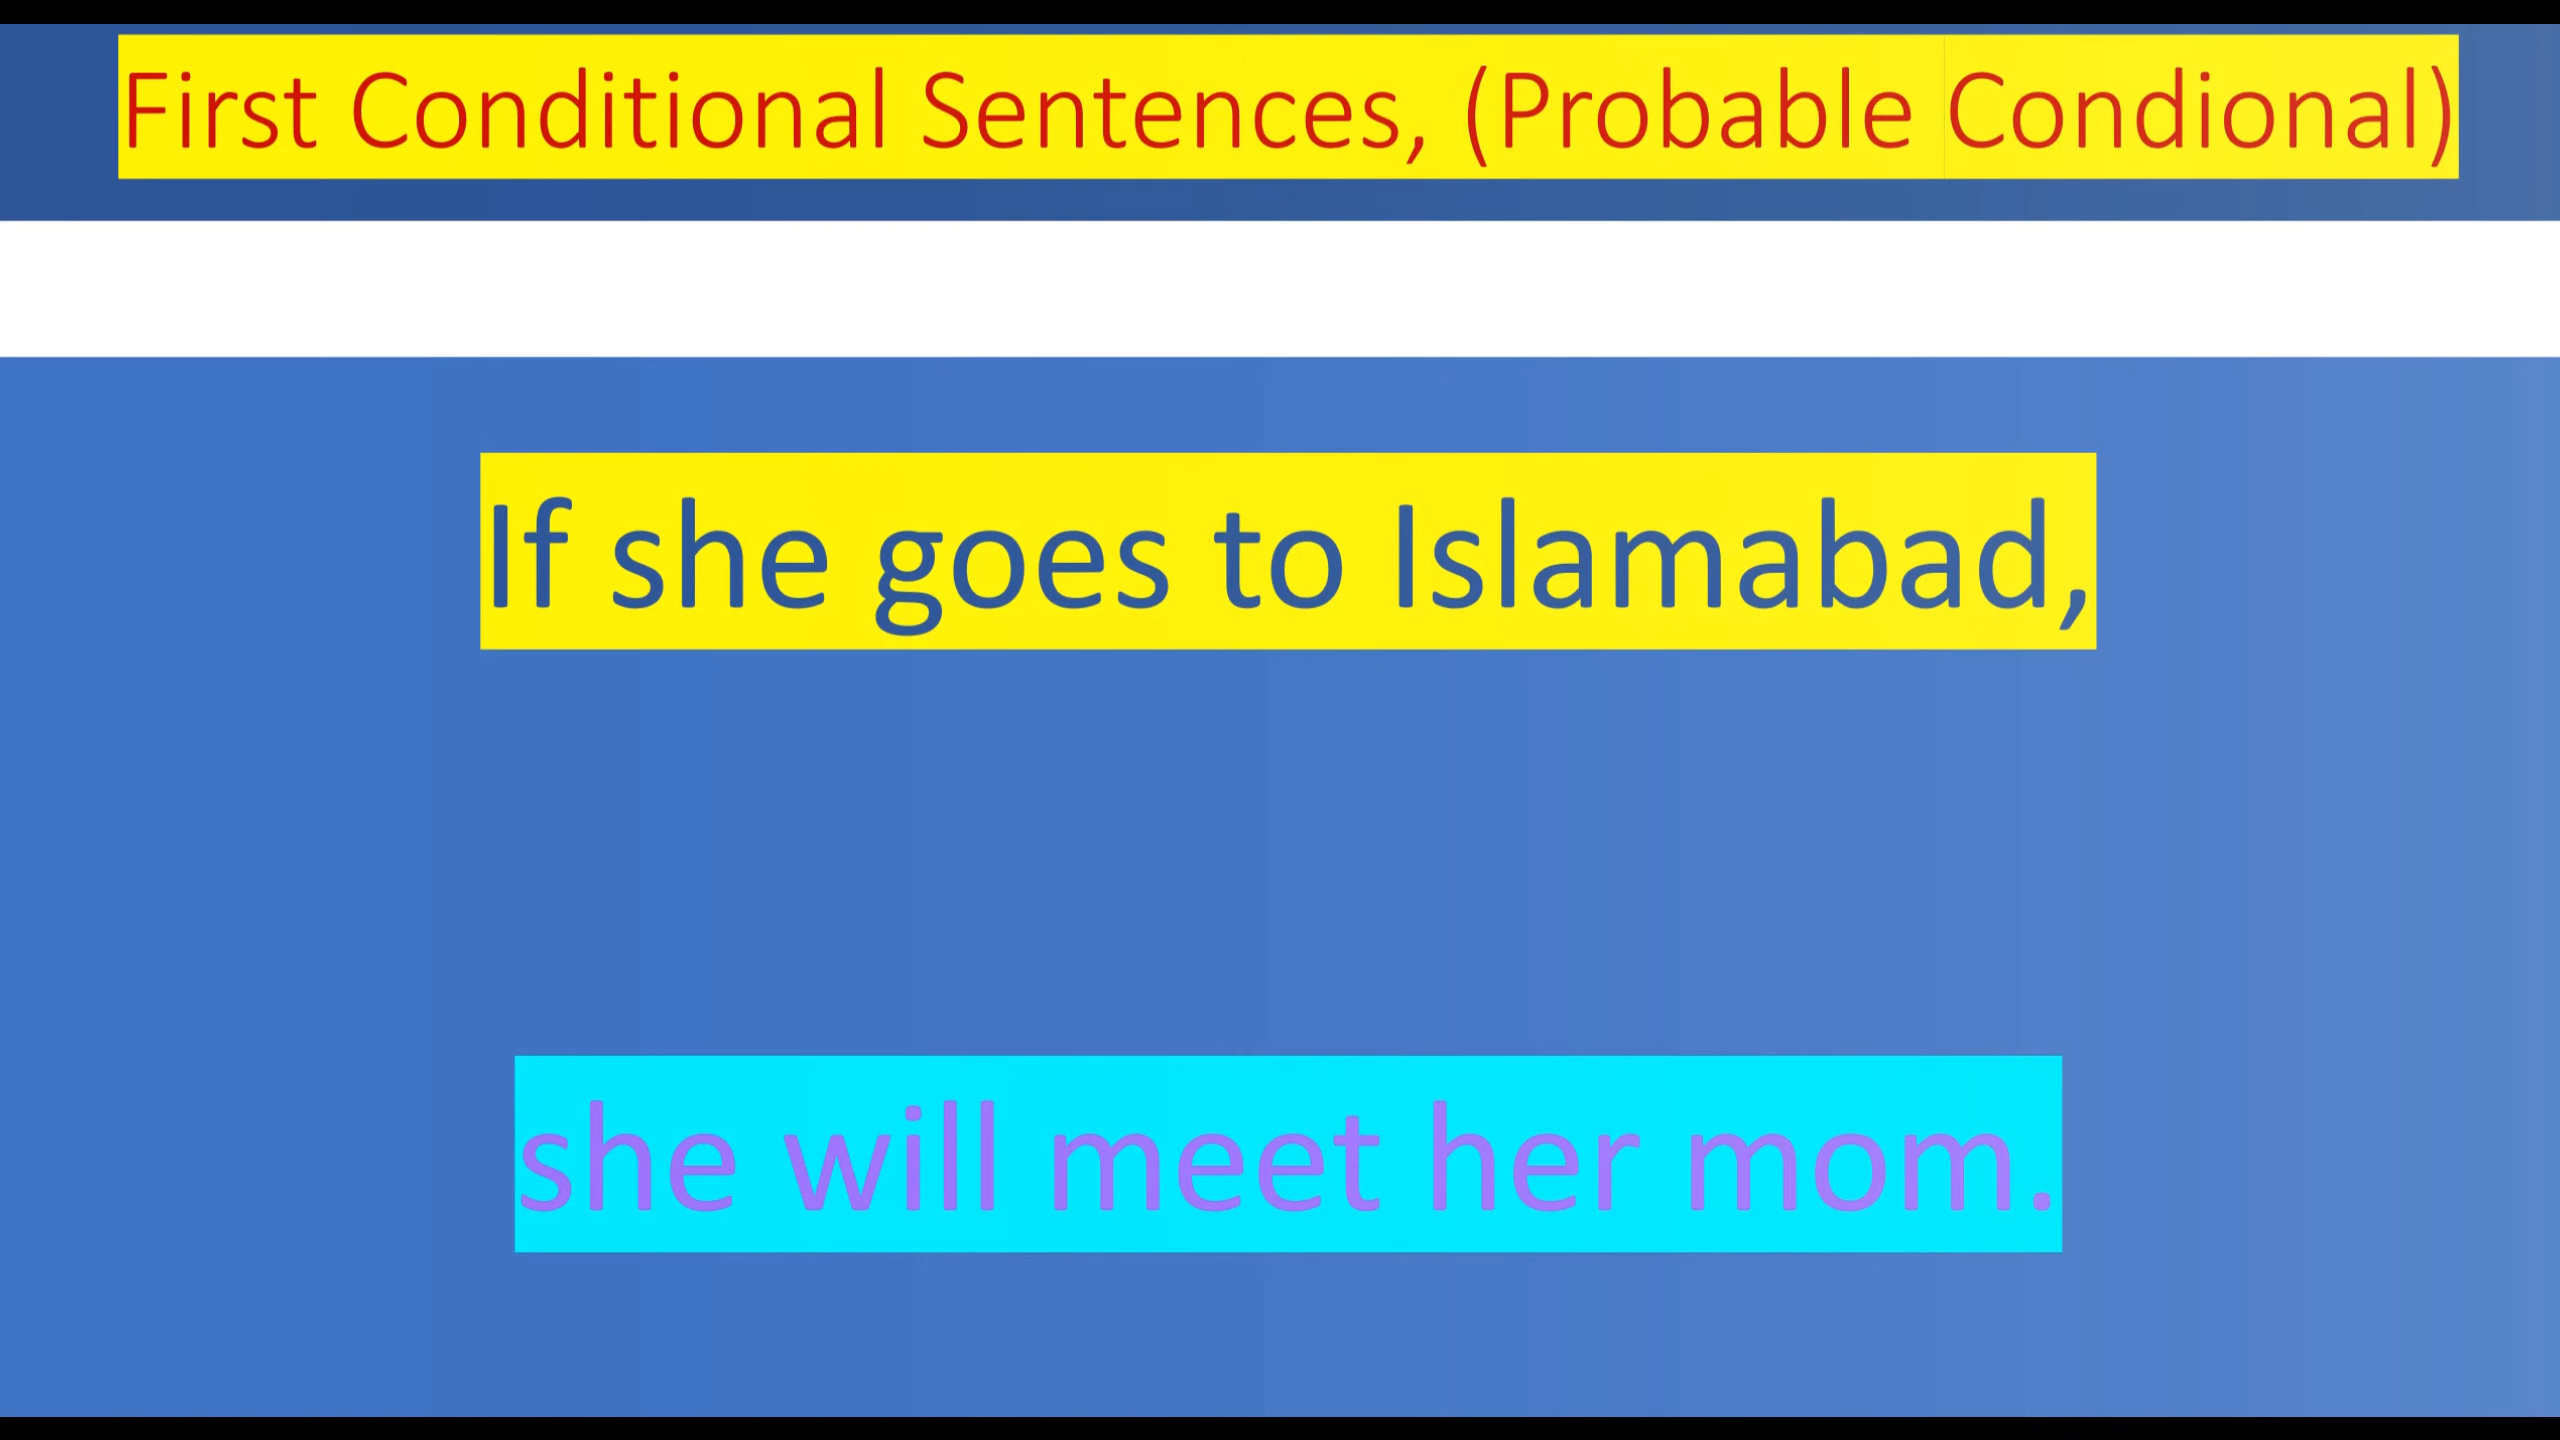 First Conditional Sentences, (Probable Condional)
If she goes to Islamabad,
she will meet her mom.